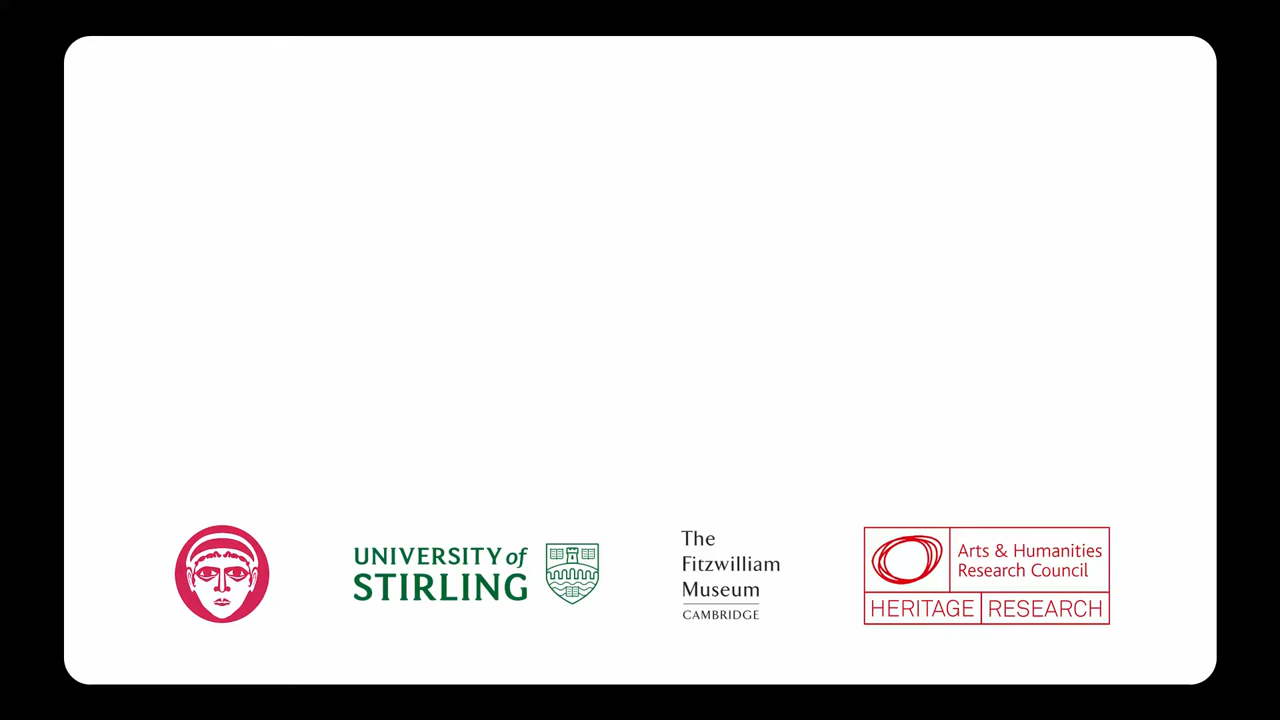 UNIVERSITY of
STIRLING
The
Fitzwilliam
Museum
CAMBRIDGE
Arts & Humanities
Research Council
HERITAGE RESEARCH